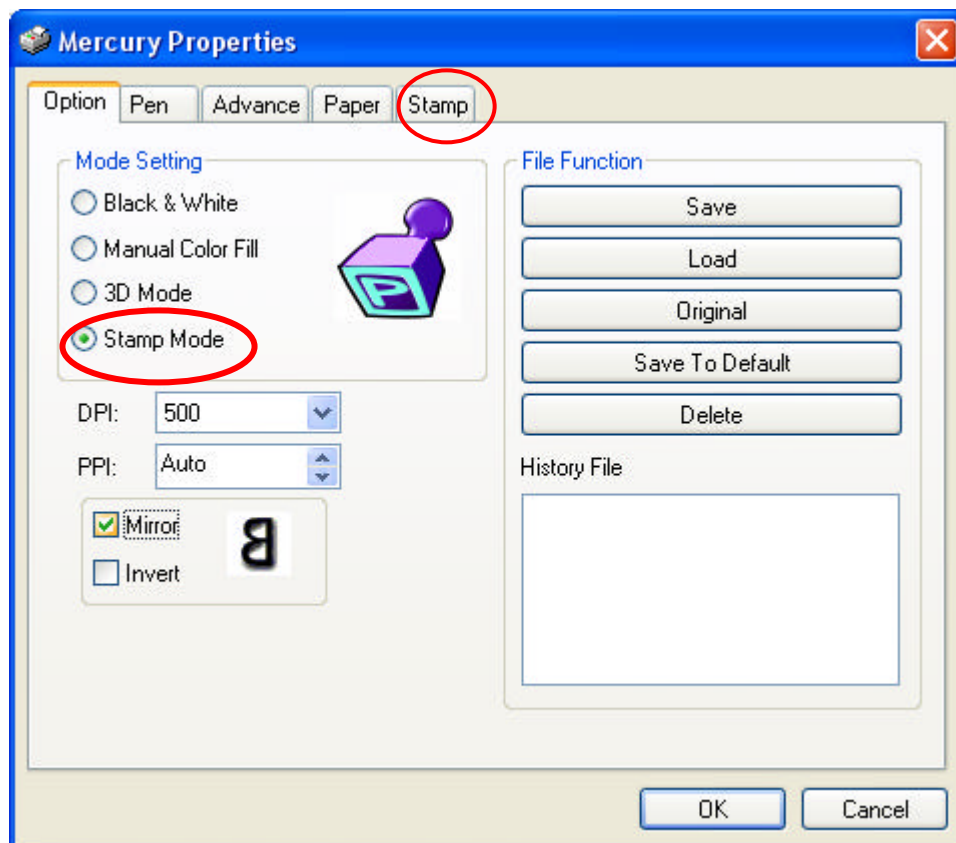 Mercury Properties
Option Pen Advance Paper Stamp
Mode Setting
Black & White
Manual Color Fill
3D Mode
Stamp Mode
P
DPI: 500
PPI: Auto
Mirror
Invert
B
File Function
Save
Load
Original
Save To Default
Delete
History File
OK Cancel